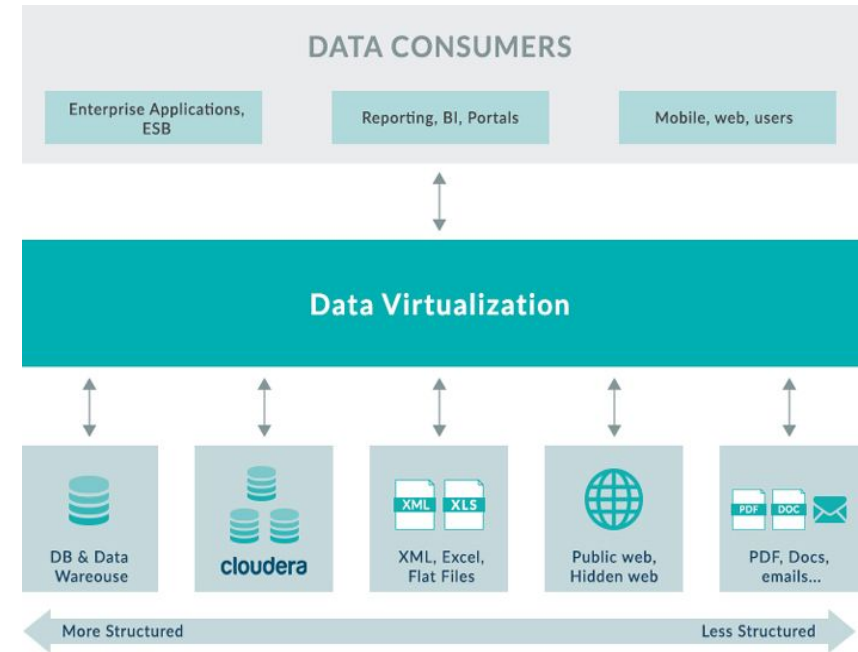 DATA CONSUMERS
Enterprise Applications,
ESB
Reporting, BI, Portals
Mobile, web, users
Data Virtualization
DB & Data
Wareouse
cloudera
XML
XLS
XML, Excel,
Flat Files
Public web,
Hidden web
PDF
DOC
PDF, Docs,
emails...
More Structured
Less Structured